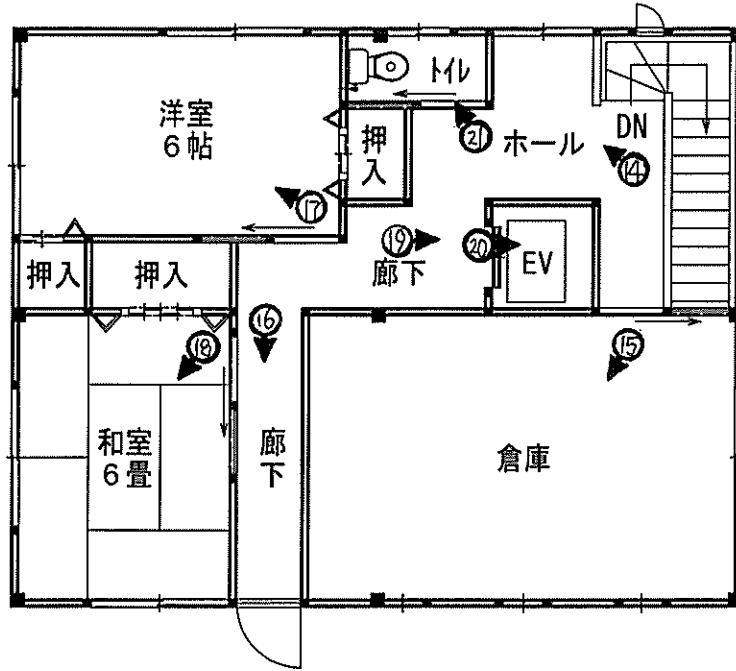 トイレ
洋室
6帖
押
入
㉑
ホール
DN
⑭
⑰
⑲
廊下
⑳
EV
押入
押入
⑯
⑱
⑮
和室
6畳
廊
下
倉庫